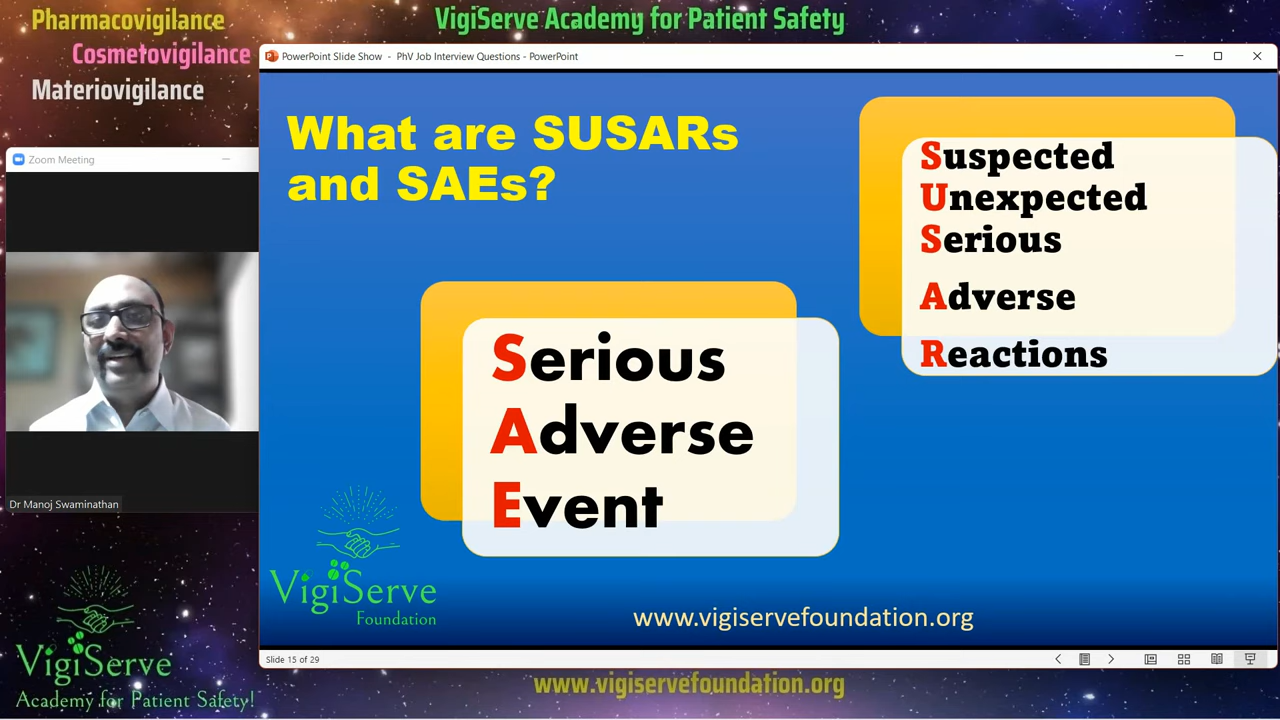 Pharmacovigilance
Cosmetovigilance
Materiovigilance
VigiServe Academy for Patient Safety
PowerPoint Slide Show - PhV Job Interview Questions - PowerPoint
Zoom Meeting
Dr Manoj Swaminathan
What are SUSARs
and SAEs?
Suspected
Unexpected
Serious
Adverse
Reactions
Serious
Adverse
Event
VigiServe
Foundation
www.vigiservefoundation.org
Slide 15 of 29
VigiServe
Academy for Patient Safety!
www.vigiservefoundation.org